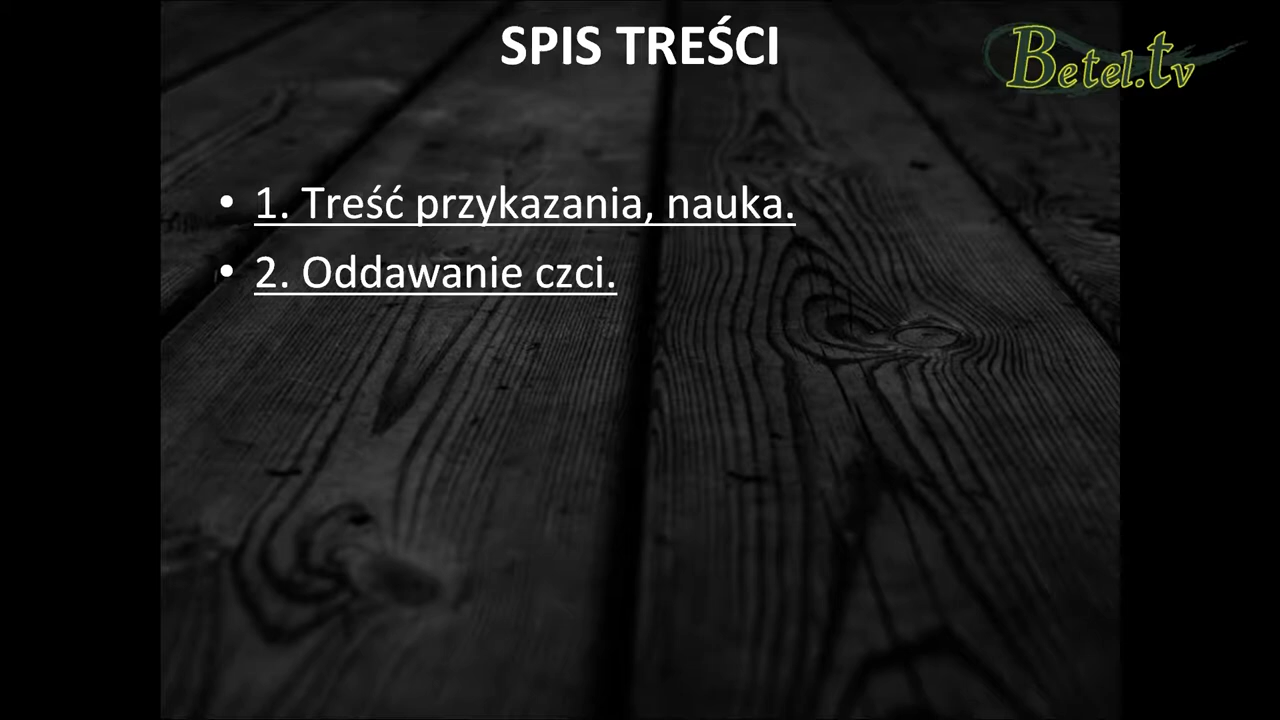 SPIS TREŚCI
Betel.tv
• 1. Treść przykazania, nauka.
• 2. Oddawanie czci.